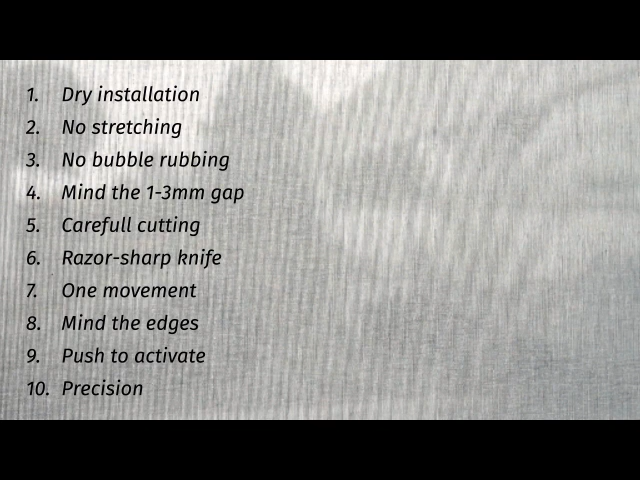 1. Dry installation
2. No stretching
3. No bubble rubbing
4. Mind the 1-3mm gap
5. Carefull cutting
6. Razor-sharp knife
7. One movement
8. Mind the edges
9. Push to activate
10. Precision